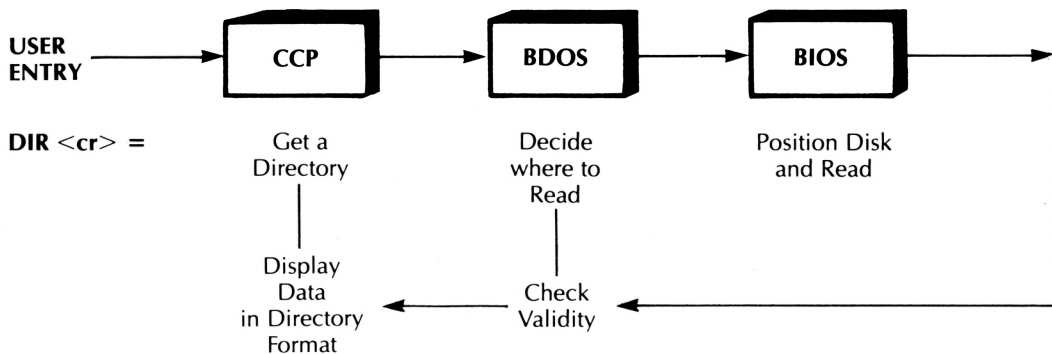 USER
ENTRY
CCP
BDOS
BIOS
DIR <cr> =
Get a
Directory
Decide
where to
Read
Position Disk
and Read
Display
Data
in Directory
Format
Check
Validity